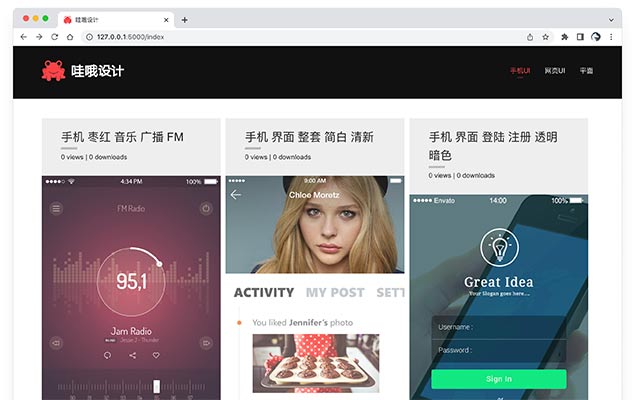 哇哦设计
127.0.0.1:5000/index
哇哦设计
手机UI
网页UI
平面
手机 枣红 音乐 广播 FM
0 views | 0 downloads
4:34 PM
100%
FM Radio
95,1
Jam Radio
Jessie J - Thunder
手机 界面 整套 简白 清新
0 views | 0 downloads
9:00 AM
Chloe Moretz
ACTIVITY
MY POST
SETT
You liked Jennifer's photo
手机 界面 登陆 注册 透明
暗色
0 views | 0 downloads
Envato
14:00
100%
Great Idea
Your Slogan goes here....
Username :
Password :
Sign In
or